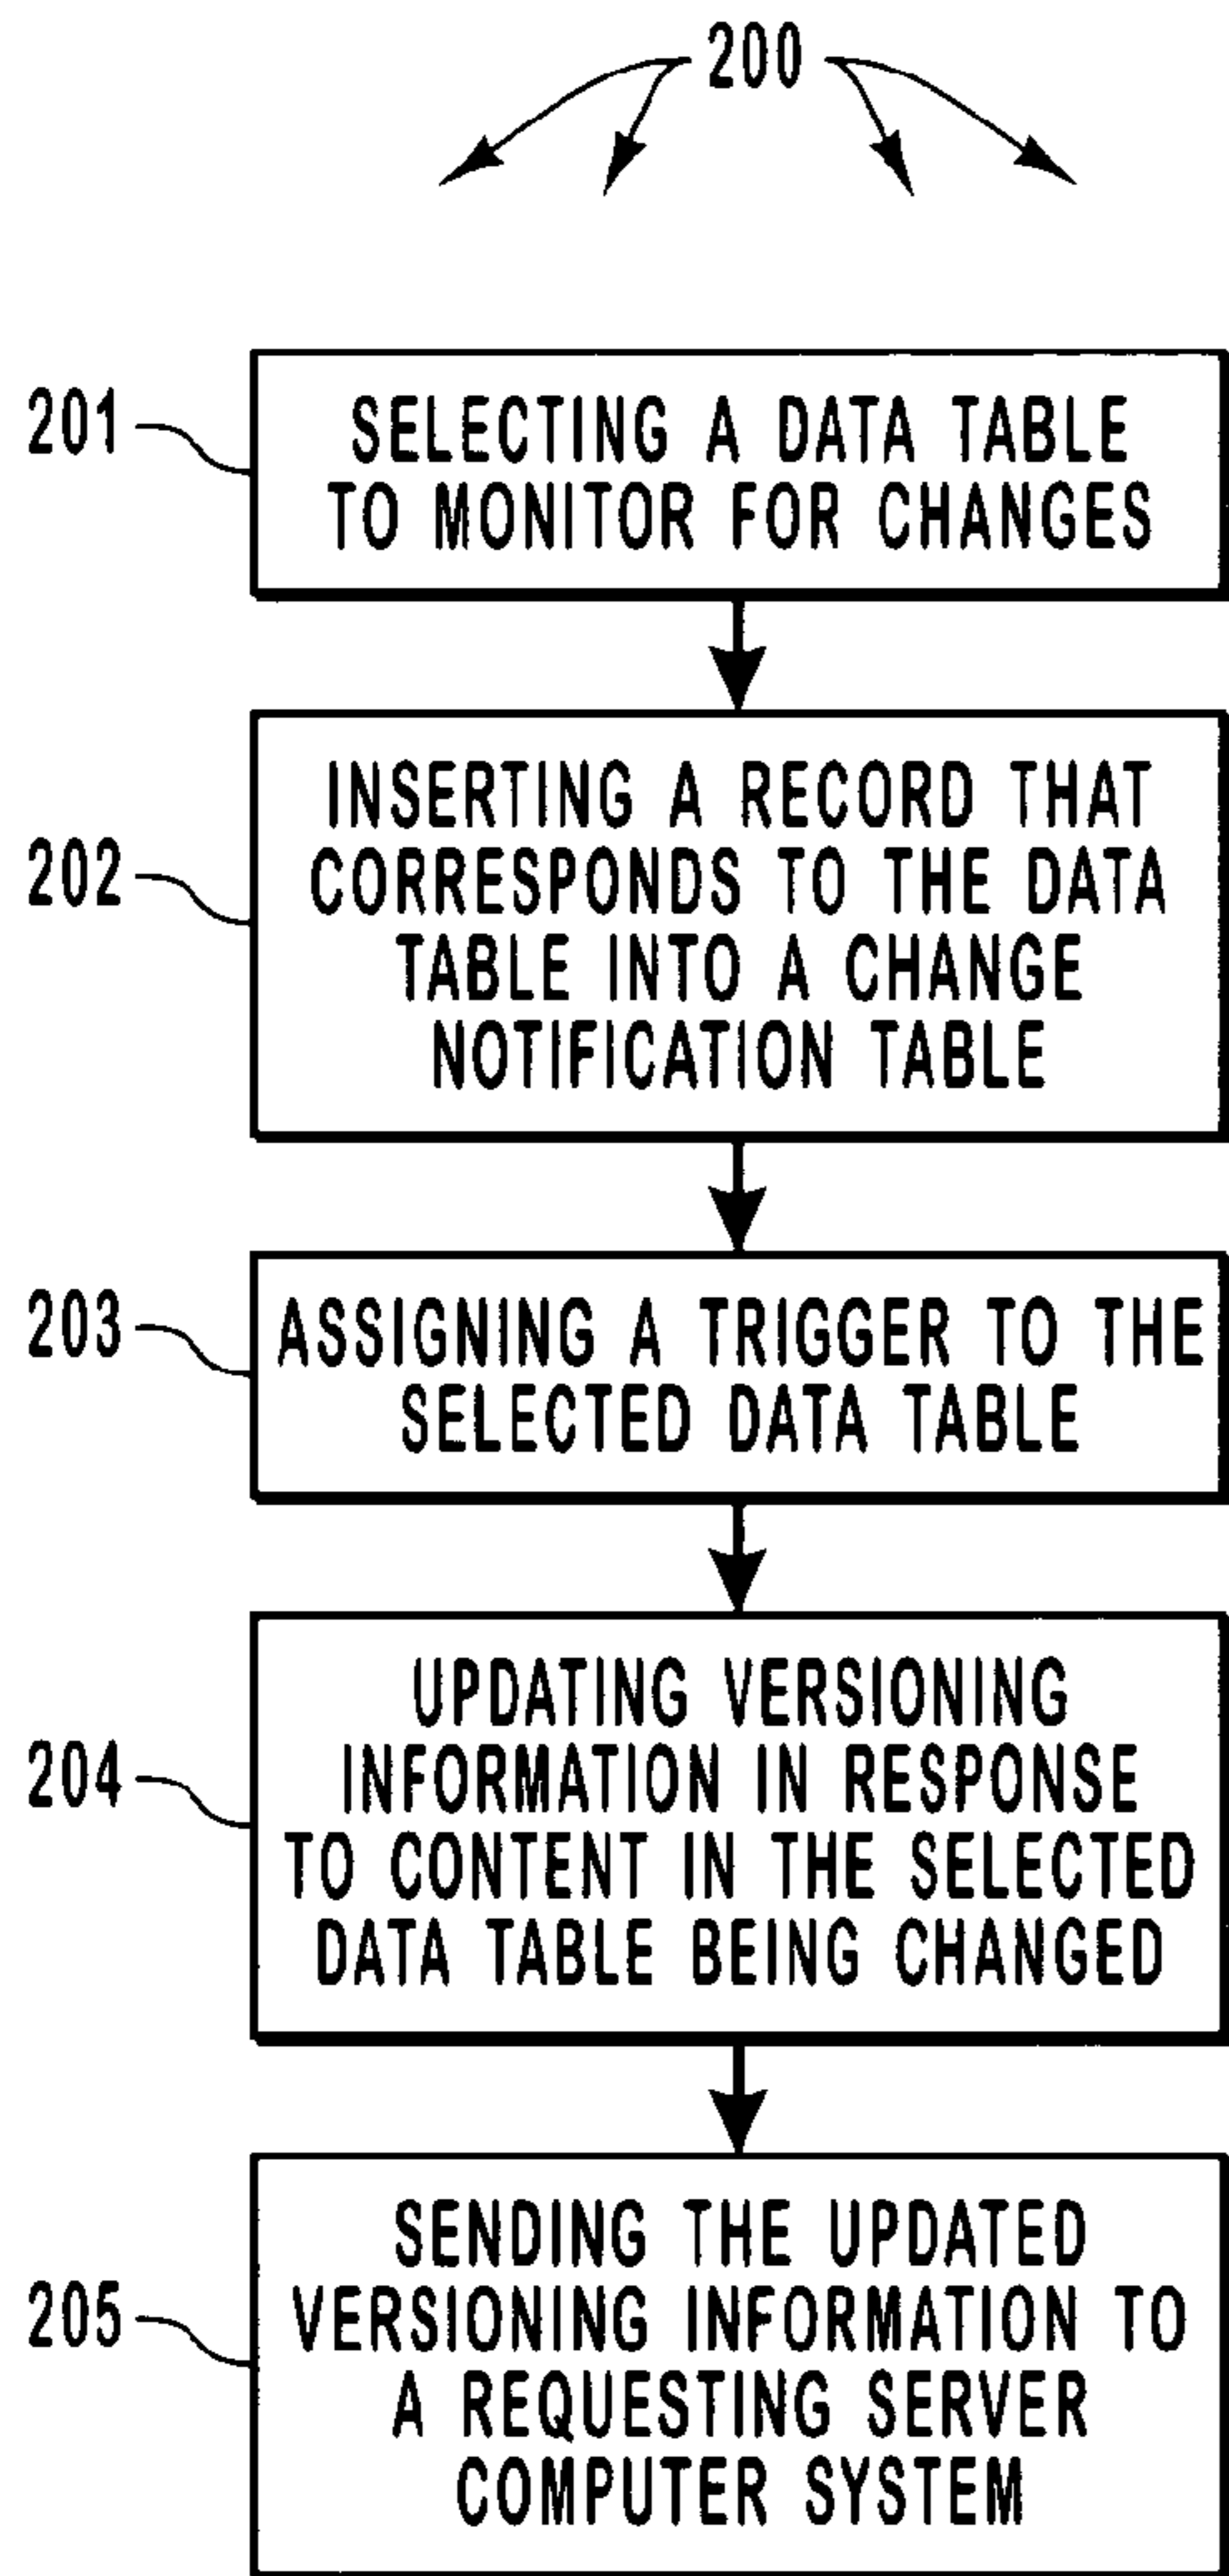 200
201
SELECTING A DATA TABLE
TO MONITOR FOR CHANGES
202
INSERTING A RECORD THAT
CORRESPONDS TO THE DATA
TABLE INTO A CHANGE
NOTIFICATION TABLE
203
ASSIGNING A TRIGGER TO THE
SELECTED DATA TABLE
204
UPDATING VERSIONING
INFORMATION IN RESPONSE
TO CONTENT IN THE SELECTED
DATA TABLE BEING CHANGED
205
SENDING THE UPDATED
VERSIONING INFORMATION TO
A REQUESTING SERVER
COMPUTER SYSTEM